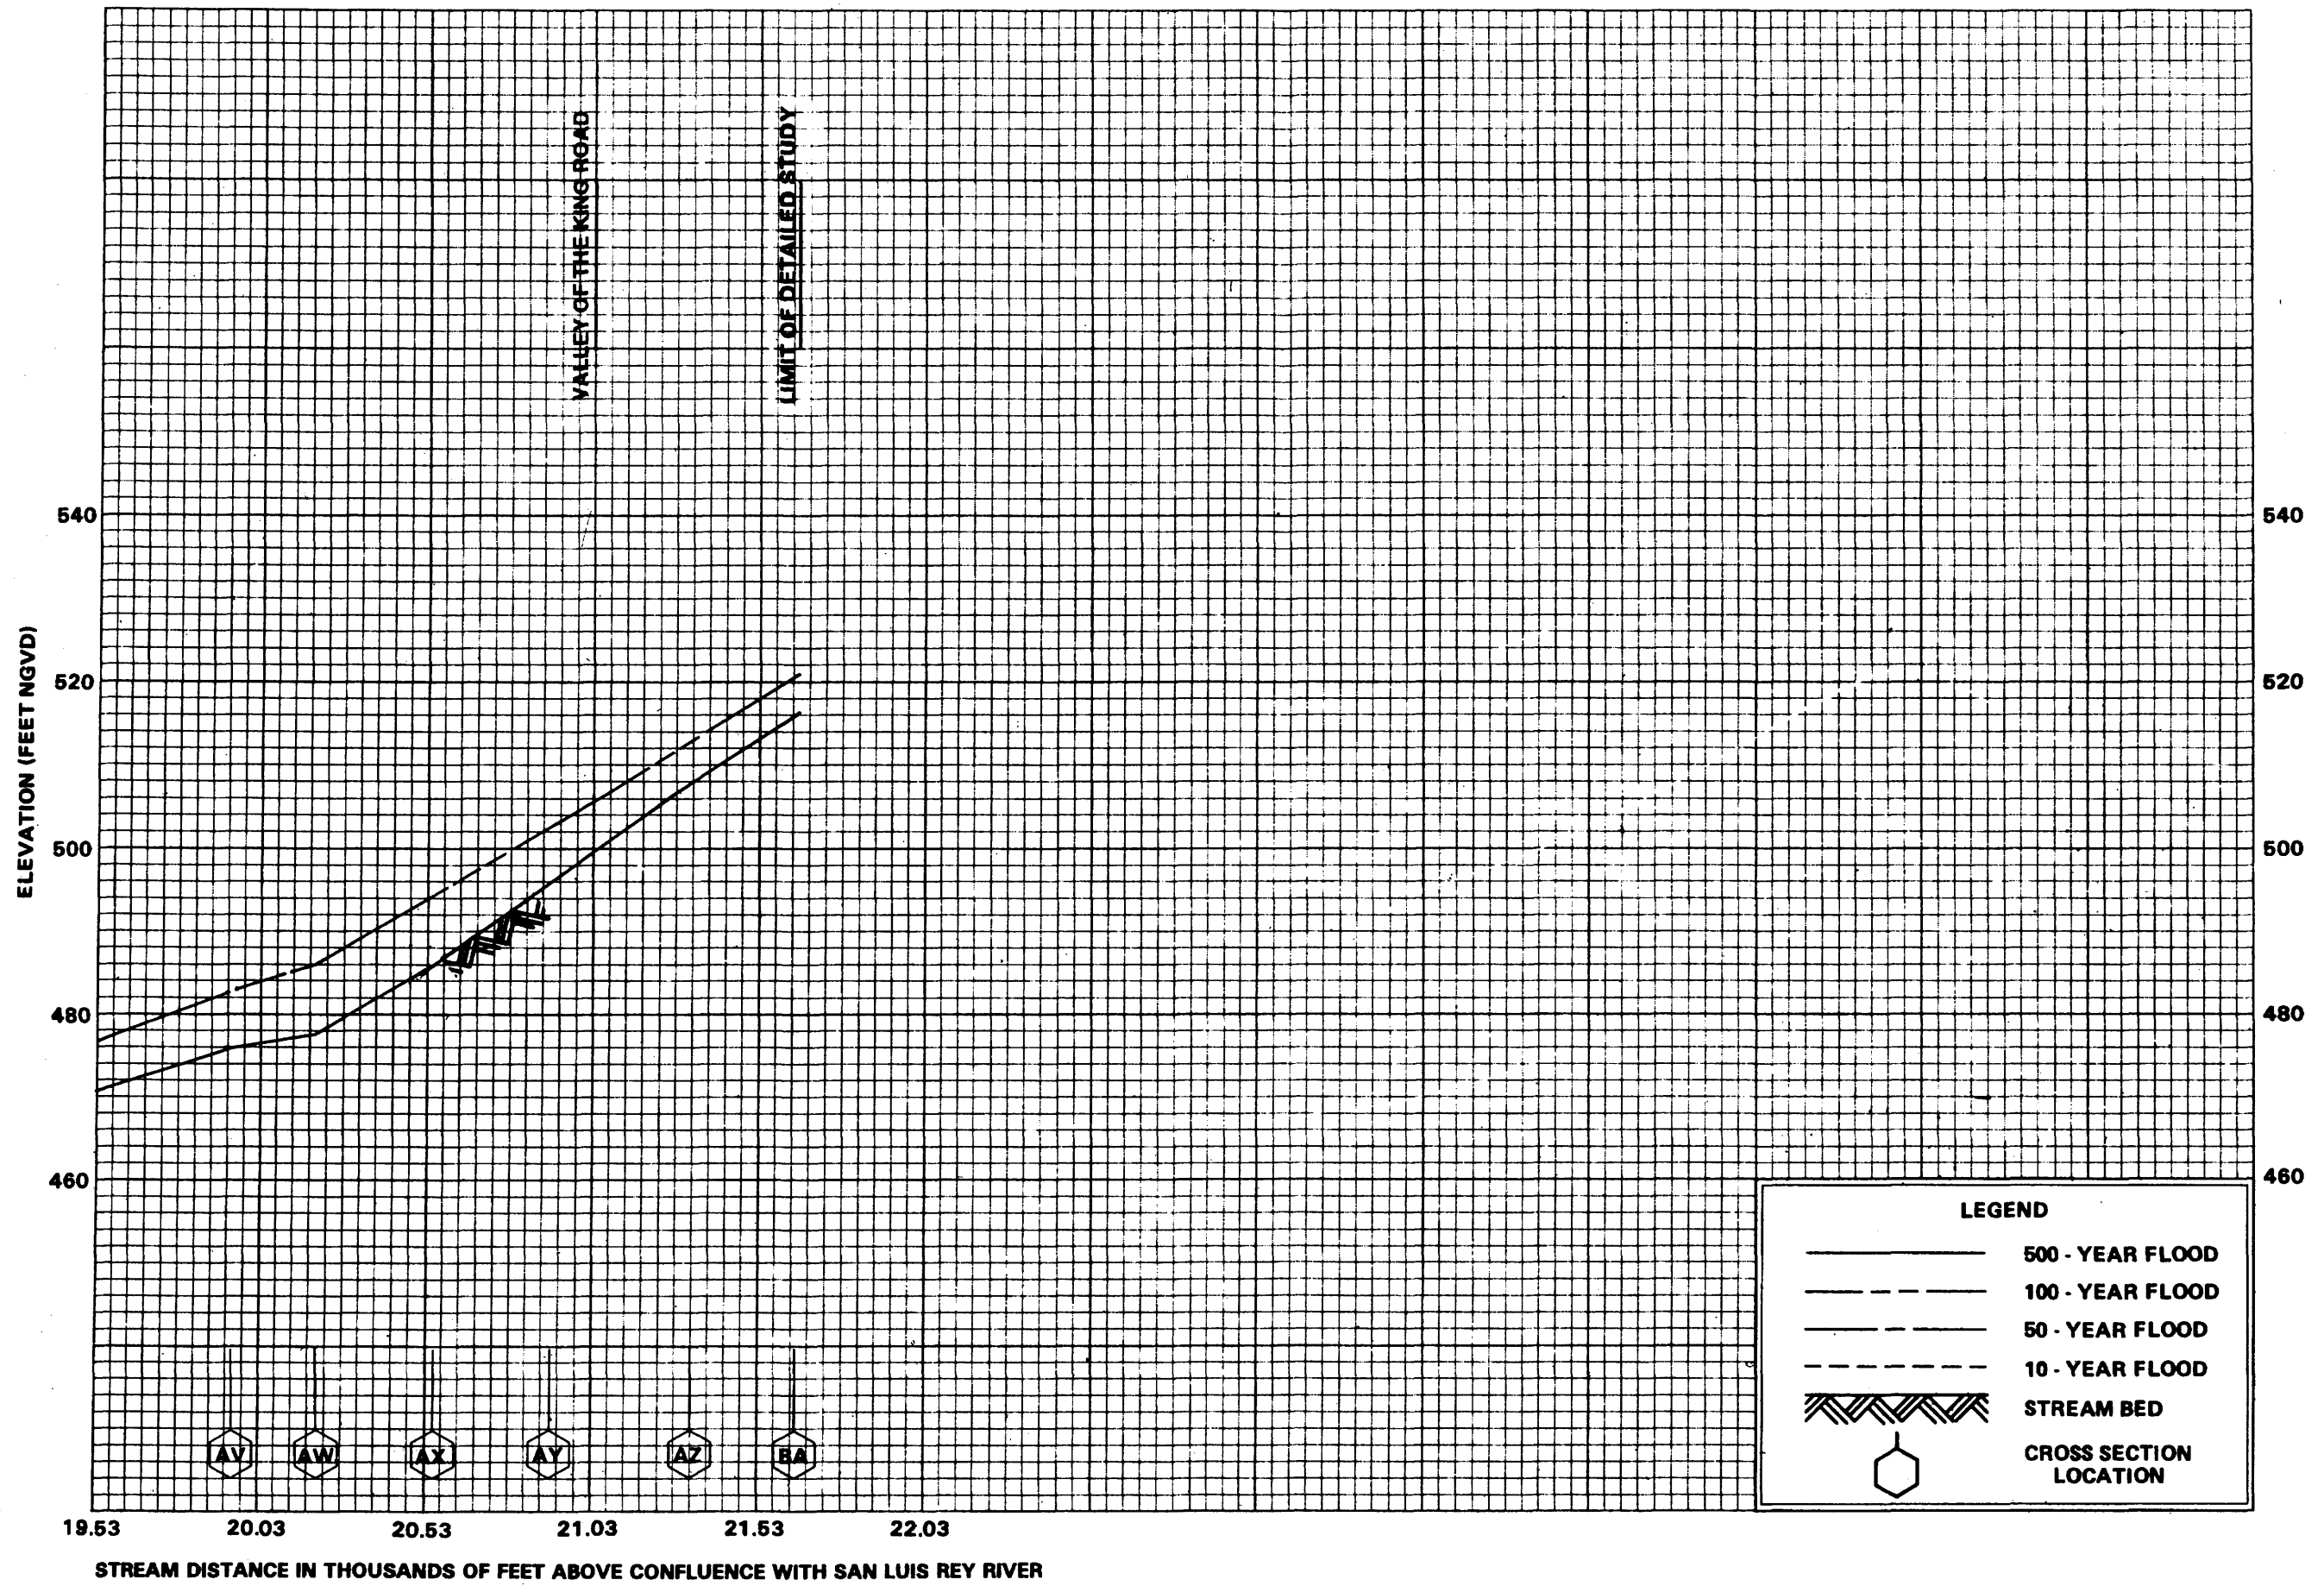 VALLEY OF THE KING ROAD
LIMIT OF DETAILED STUDY
ELEVATION (FEET NGVD)
540
520
500
480
460
540
520
500
480
460
AV
AW
AX
AY
AZ
BA
19.53
20.03
20.53
21.03
21.53
22.03
STREAM DISTANCE IN THOUSANDS OF FEET ABOVE CONFLUENCE WITH SAN LUIS REY RIVER
LEGEND
500 - YEAR FLOOD
100 - YEAR FLOOD
50 - YEAR FLOOD
10 - YEAR FLOOD
STREAM BED
CROSS SECTION
LOCATION